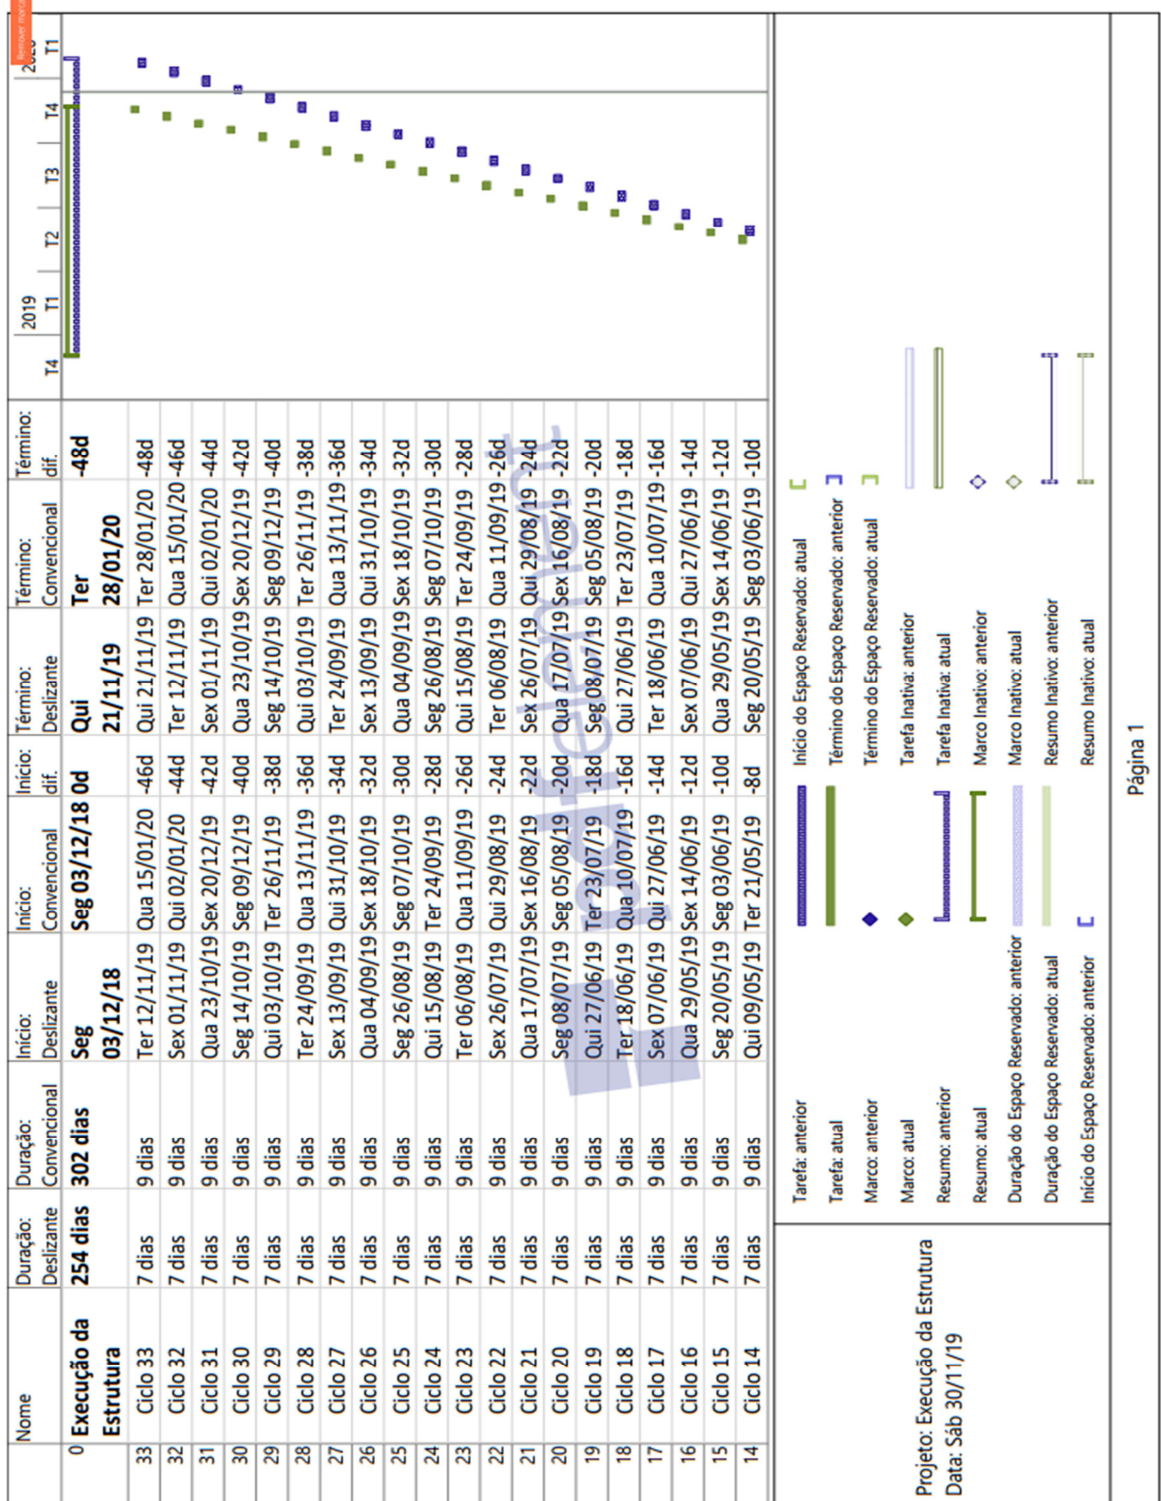 Remover marca
Nome
Duração: Deslizante
Duração: Convencional
Início: Deslizante
Início: Convencional
Início: dif.
Término: Deslizante
Término: Convencional
Término: dif.
T4
2019
T1
T2
T3
T4
T1
0 Execução da Estrutura 254 dias 302 dias Seg 03/12/18 Seg 03/12/18 0d Qui 21/11/19 Ter 28/01/20 -48d
33 Ciclo 33 7 dias 9 dias Ter 12/11/19 Qua 15/01/20 -46d Qui 21/11/19 Ter 28/01/20 -48d
32 Ciclo 32 7 dias 9 dias Sex 01/11/19 Qui 02/01/20 -44d Ter 12/11/19 Qua 15/01/20 -46d
31 Ciclo 31 7 dias 9 dias Qua 23/10/19 Sex 20/12/19 -42d Sex 01/11/19 Qui 02/01/20 -44d
30 Ciclo 30 7 dias 9 dias Seg 14/10/19 Seg 09/12/19 -40d Qua 23/10/19 Sex 20/12/19 -42d
29 Ciclo 29 7 dias 9 dias Qui 03/10/19 Ter 26/11/19 -38d Seg 14/10/19 Seg 09/12/19 -40d
28 Ciclo 28 7 dias 9 dias Ter 24/09/19 Qua 13/11/19 -36d Qui 03/10/19 Ter 26/11/19 -38d
27 Ciclo 27 7 dias 9 dias Sex 13/09/19 Qui 31/10/19 -34d Ter 24/09/19 Qua 13/11/19 -36d
26 Ciclo 26 7 dias 9 dias Qua 04/09/19 Sex 18/10/19 -32d Sex 13/09/19 Qui 31/10/19 -34d
25 Ciclo 25 7 dias 9 dias Seg 26/08/19 Seg 07/10/19 -30d Qua 04/09/19 Sex 18/10/19 -32d
24 Ciclo 24 7 dias 9 dias Qui 15/08/19 Ter 24/09/19 -28d Seg 26/08/19 Seg 07/10/19 -30d
23 Ciclo 23 7 dias 9 dias Ter 06/08/19 Qua 11/09/19 -26d Qui 15/08/19 Ter 24/09/19 -28d
22 Ciclo 22 7 dias 9 dias Sex 26/07/19 Qui 29/08/19 -24d Ter 06/08/19 Qua 11/09/19 -26d
21 Ciclo 21 7 dias 9 dias Qua 17/07/19 Sex 16/08/19 -22d Sex 26/07/19 Qui 29/08/19 -24d
20 Ciclo 20 7 dias 9 dias Seg 08/07/19 Seg 05/08/19 -20d Qua 17/07/19 Sex 16/08/19 -22d
19 Ciclo 19 7 dias 9 dias Qui 27/06/19 Ter 23/07/19 -18d Seg 08/07/19 Seg 05/08/19 -20d
18 Ciclo 18 7 dias 9 dias Ter 18/06/19 Qua 10/07/19 -16d Qui 27/06/19 Ter 23/07/19 -18d
17 Ciclo 17 7 dias 9 dias Sex 07/06/19 Qui 27/06/19 -14d Ter 18/06/19 Qua 10/07/19 -16d
16 Ciclo 16 7 dias 9 dias Qua 29/05/19 Sex 14/06/19 -12d Sex 07/06/19 Qui 27/06/19 -14d
15 Ciclo 15 7 dias 9 dias Seg 20/05/19 Seg 03/06/19 -10d Qua 29/05/19 Sex 14/06/19 -12d
14 Ciclo 14 7 dias 9 dias Qui 09/05/19 Ter 21/05/19 -8d Seg 20/05/19 Seg 03/06/19 -10d
pdfelement
Projeto: Execução da Estrutura
Data: Sáb 30/11/19
Tarefa: anterior
Tarefa: atual
Marco: anterior
Marco: atual
Resumo: anterior
Resumo: atual
Duração do Espaço Reservado: anterior
Duração do Espaço Reservado: atual
Início do Espaço Reservado: anterior
Início do Espaço Reservado: atual
Término do Espaço Reservado: anterior
Término do Espaço Reservado: atual
Tarefa Inativa: anterior
Tarefa Inativa: atual
Marco Inativo: anterior
Marco Inativo: atual
Resumo Inativo: anterior
Resumo Inativo: atual
Página 1